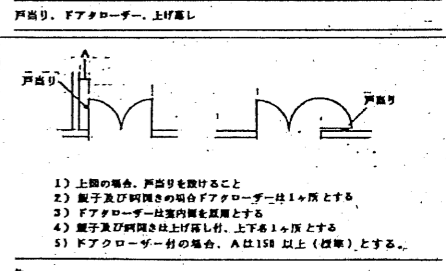 戸当り、ドアクローザー、上げ落し
A
戸当り
戸当り
1）上図の場合、戸当りを設けること
2）親子及び両開きの場合ドアクローザーは1ヶ所とする
3）ドアクローザーは室内側を原則とする
4）親子及び両開きは上げ落し付、上下各1ヶ所とする
5）ドアクローザー付の場合、Aは150 以上（標準）とする。